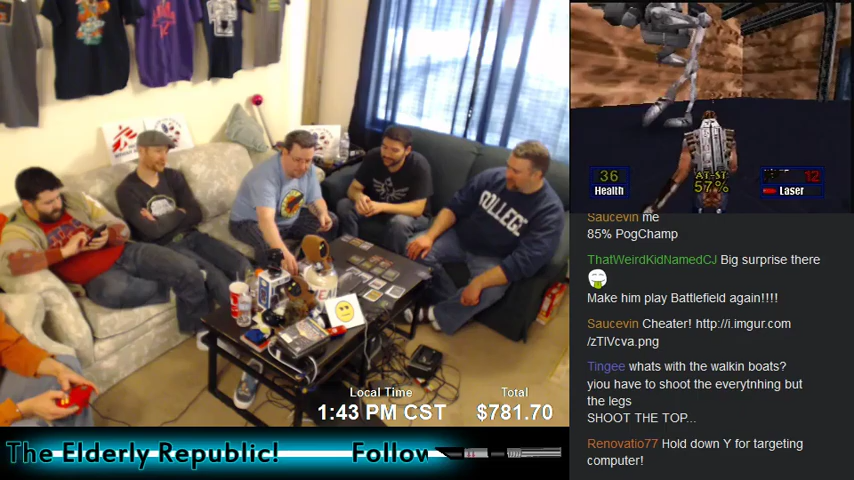 COLLEGE
36
Health
AT-ST
57%
12
Laser
Saucevin me
85% PogChamp
ThatWeirdKidNamedCJ Big surprise there
Make him play Battlefield again!!!!
Saucevin Cheater! http://i.imgur.com
/zTlVcva.png
Tingee whats with the walkin boats?
yiou have to shoot the everytnhing but
the legs
SHOOT THE TOP...
Renovatio77 Hold down Y for targeting
computer!
Local Time
1:43 PM CST
Total
$781.70
The Elderly Republic!
Follow